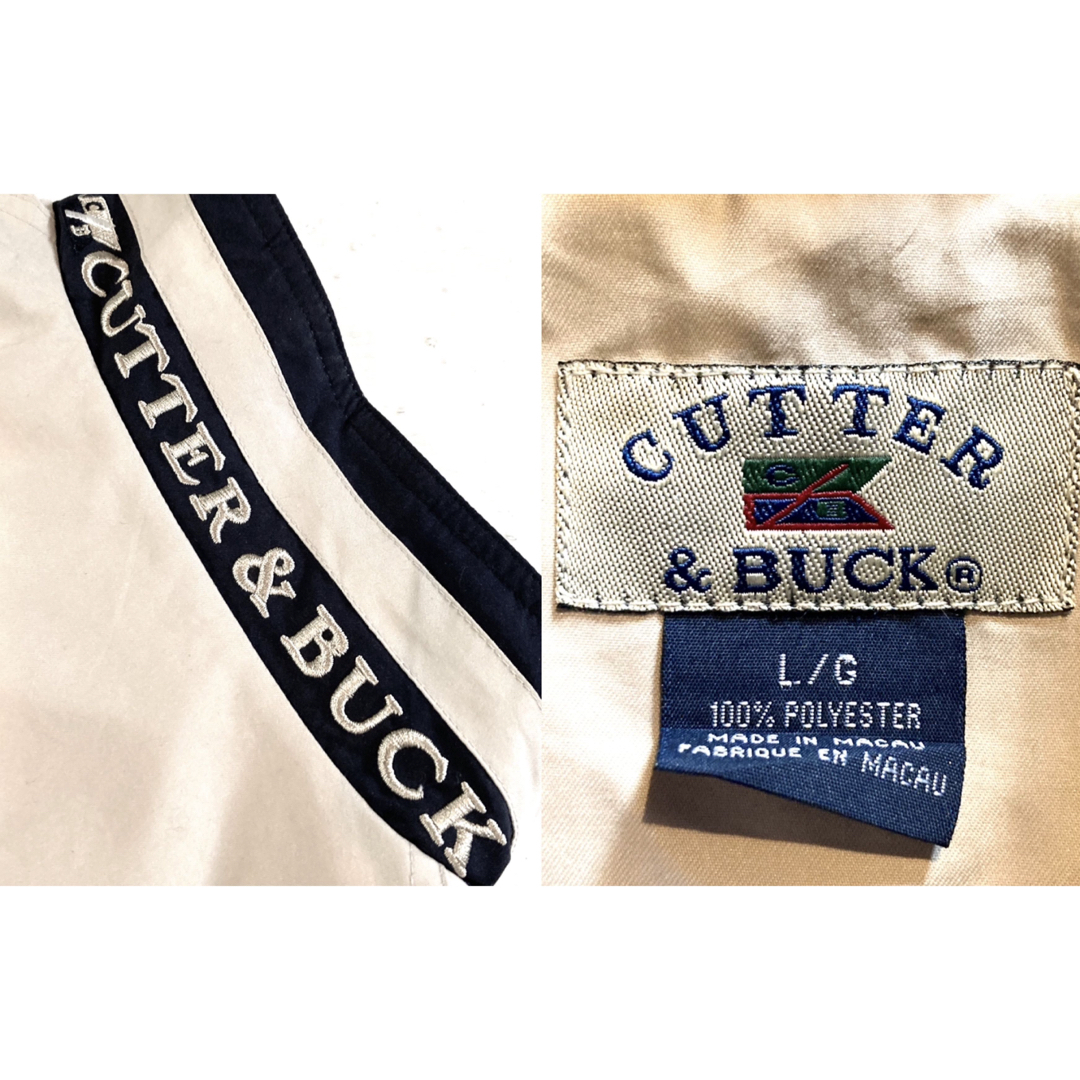 C
B
CUTTER & BUCK
CUTTER
C
B
& BUCK®
L/G
100% POLYESTER
MADE IN MACAU
FABRIQUE EN MACAU